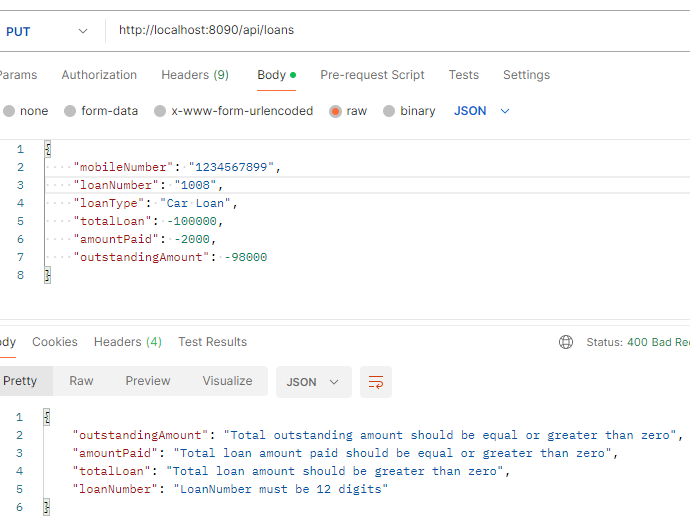 PUT http://localhost:8090/api/loans
Params Authorization Headers (9) Body Pre-request Script Tests Settings
none form-data x-www-form-urlencoded raw binary JSON
1 {
2 "mobileNumber": "1234567899",
3 "loanNumber": "1008",
4 "loanType": "Car Loan",
5 "totalLoan": -100000,
6 "amountPaid": -2000,
7 "outstandingAmount": -98000
8 }
ody Cookies Headers (4) Test Results Status: 400 Bad Rec
Pretty Raw Preview Visualize JSON
1 {
2 "outstandingAmount": "Total outstanding amount should be equal or greater than zero",
3 "amountPaid": "Total loan amount paid should be equal or greater than zero",
4 "totalLoan": "Total loan amount should be greater than zero",
5 "loanNumber": "LoanNumber must be 12 digits"
6 }